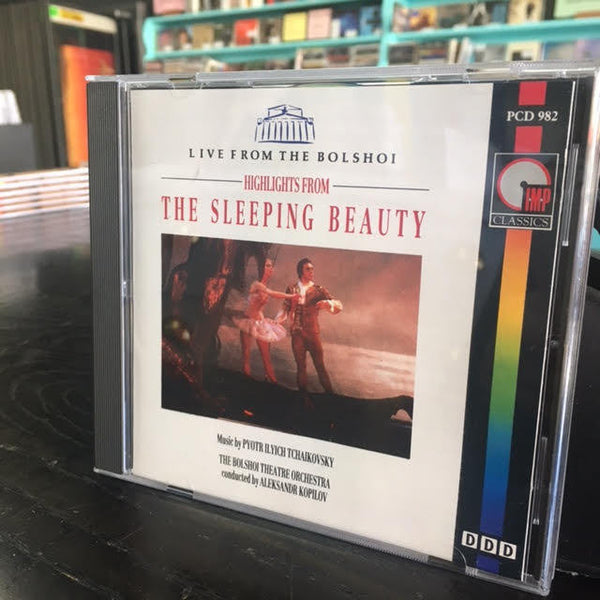 LIVE FROM THE BOLSHOI
HIGHLIGHTS FROM
THE SLEEPING BEAUTY
Music by PYOTR ILYICH TCHAIKOVSKY
THE BOLSHOI THEATRE ORCHESTRA
conducted by ALEKSANDR KOPILOV
PCD 982
IMP
CLASSICS
DDD